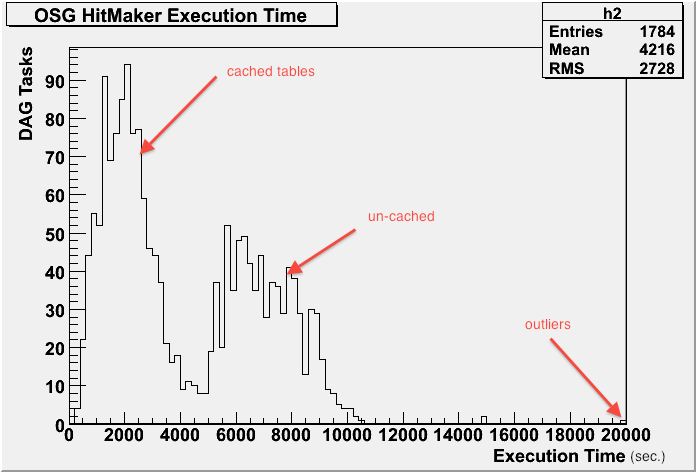 OSG HitMaker Execution Time
h2
Entries 1784
Mean 4216
RMS 2728
DAG Tasks
90
80
70
60
50
40
30
20
10
0
cached tables
un-cached
outliers
0 2000 4000 6000 8000 10000 12000 14000 16000 18000 20000
Execution Time (sec.)